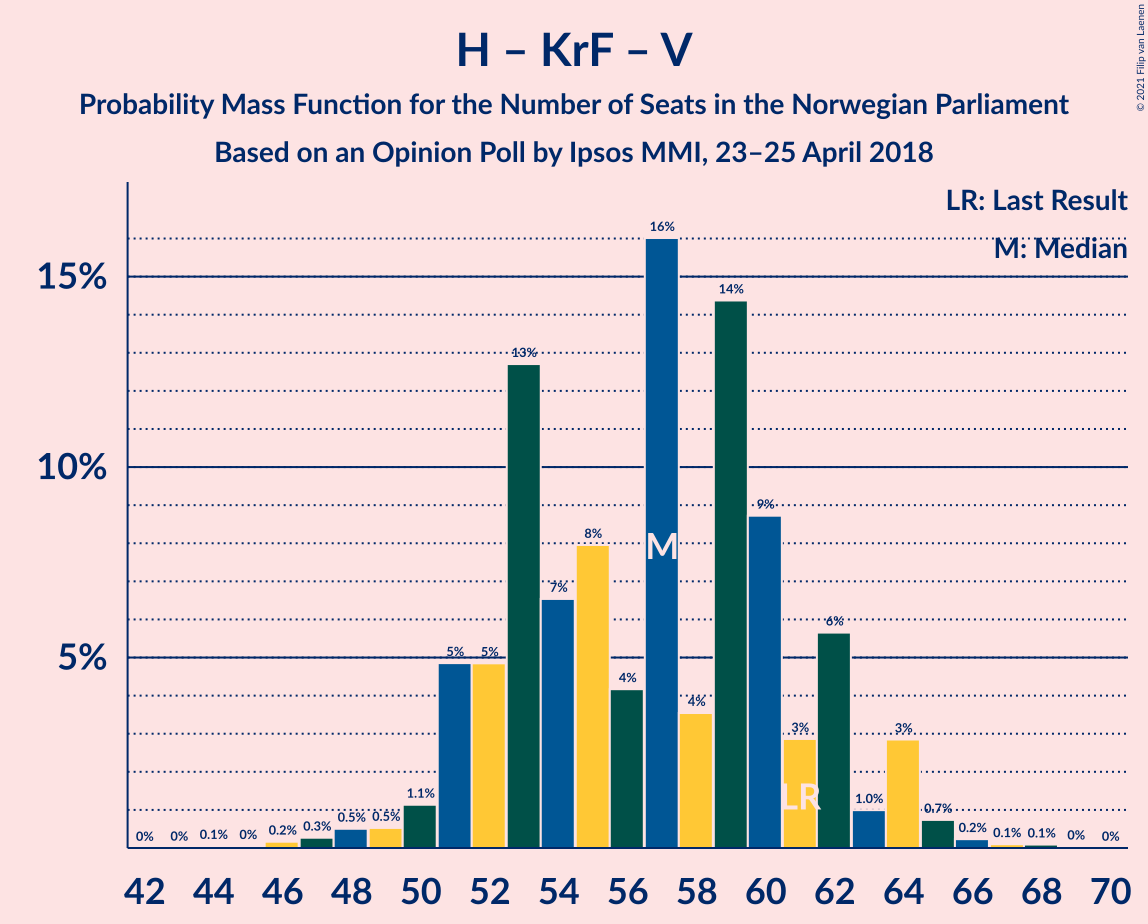 H – KrF – V
Probability Mass Function for the Number of Seats in the Norwegian Parliament
Based on an Opinion Poll by Ipsos MMI, 23–25 April 2018
© 2021 Filip van Laenen
LR: Last Result
M: Median
15%
10%
5%
0% 0% 0.1% 0% 0.2% 0.3% 0.5% 0.5% 1.1% 5% 5% 13% 7% 8% 4% 16% 4% 14% 9% 3% 6% 1.0% 3% 0.7% 0.2% 0.1% 0.1% 0% 0%
M
LR
42 44 46 48 50 52 54 56 58 60 62 64 66 68 70